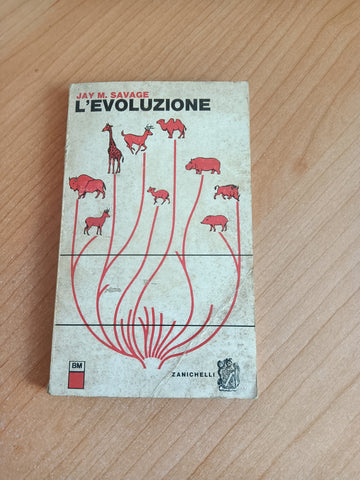 JAY M. SAVAGE
L'EVOLUZIONE
BM
ZANICHELLI